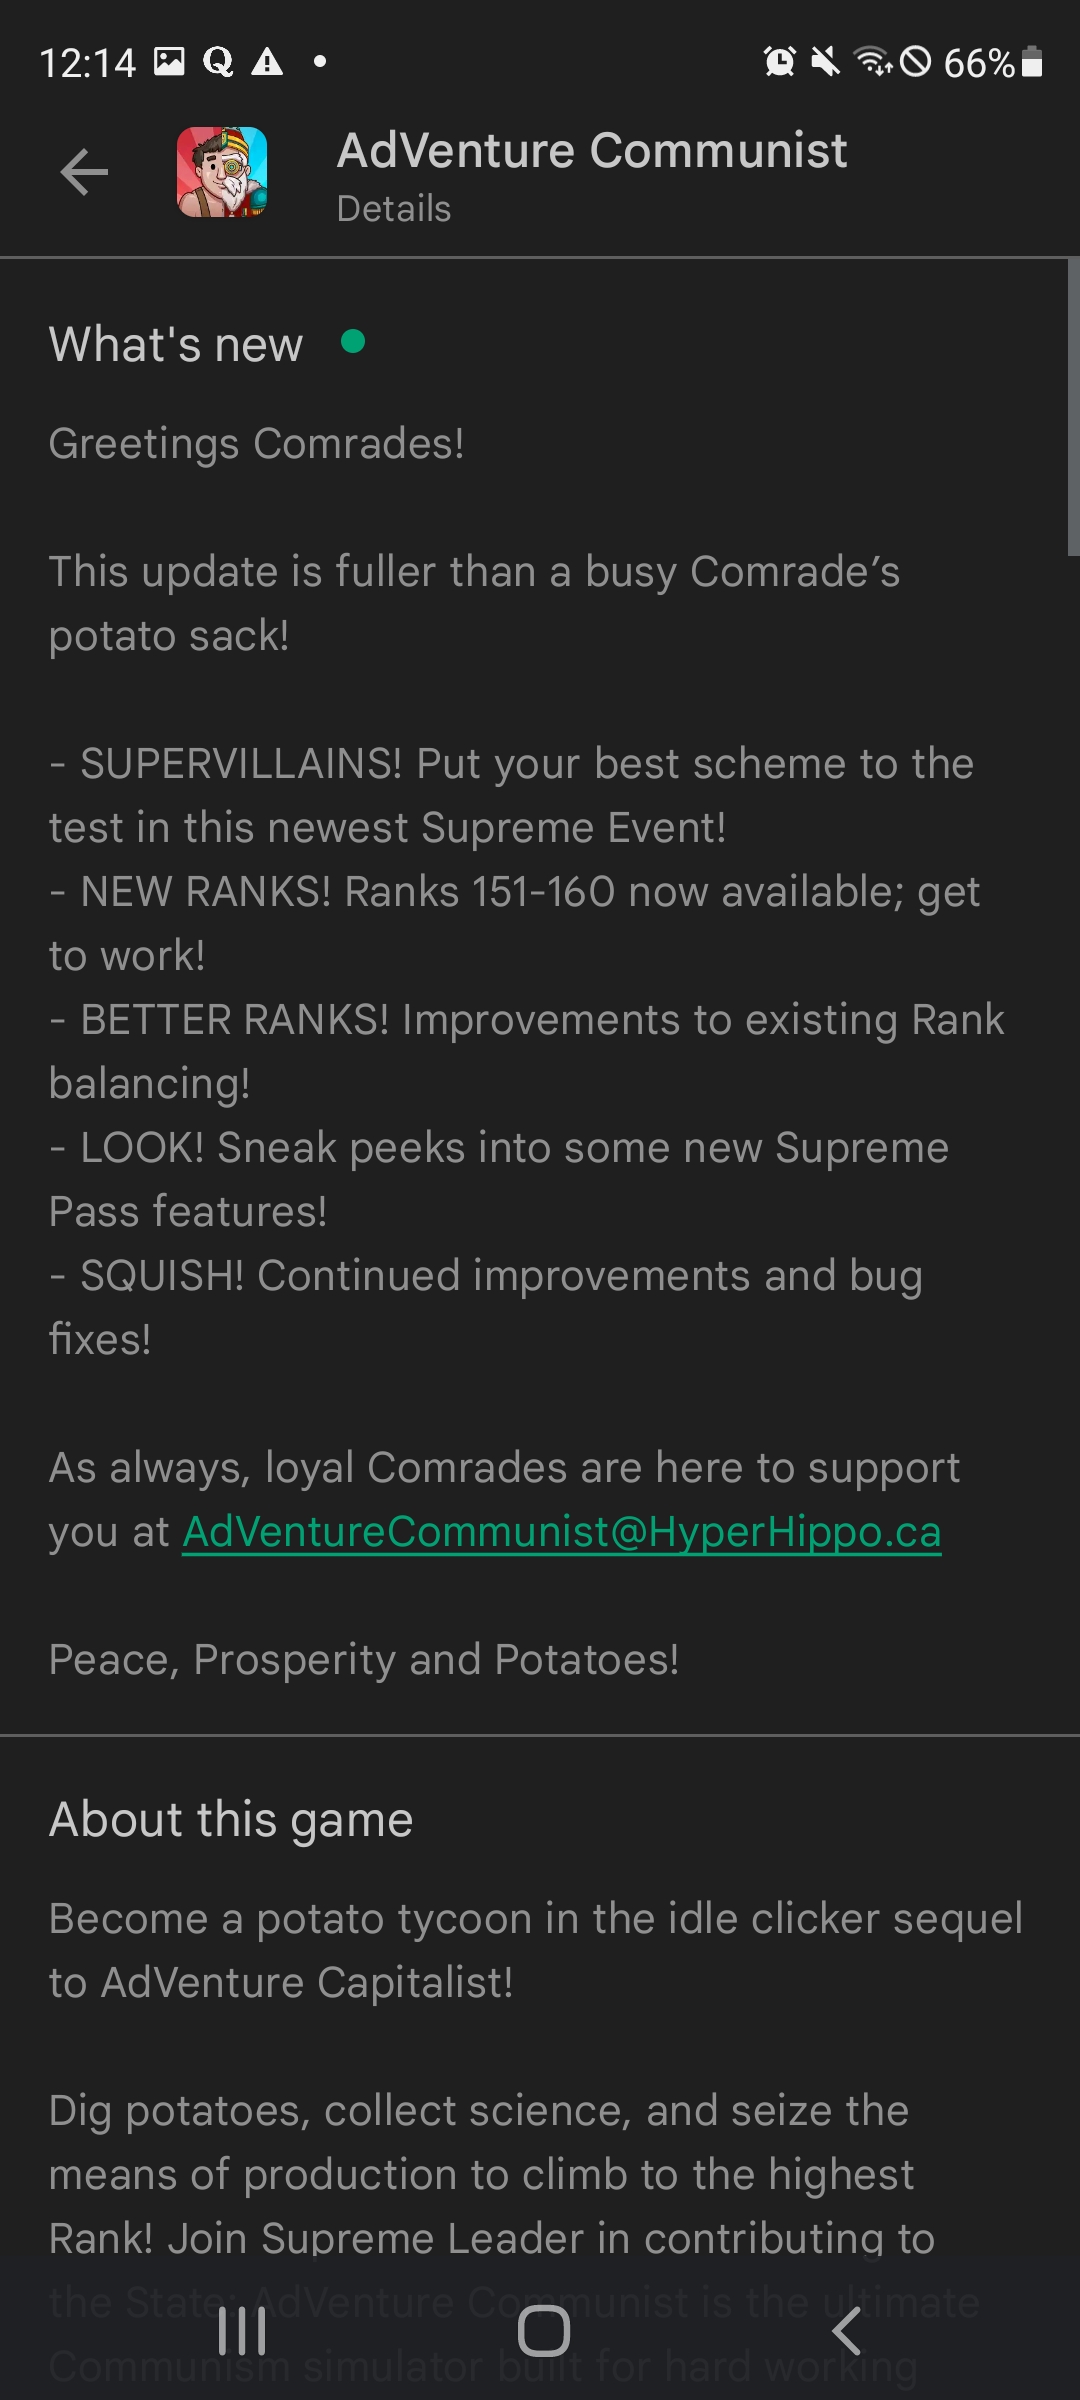 12:14
66%
AdVenture Communist
Details
What's new
Greetings Comrades!
This update is fuller than a busy Comrade’s
potato sack!
- SUPERVILLAINS! Put your best scheme to the
test in this newest Supreme Event!
- NEW RANKS! Ranks 151-160 now available; get
to work!
- BETTER RANKS! Improvements to existing Rank
balancing!
- LOOK! Sneak peeks into some new Supreme
Pass features!
- SQUISH! Continued improvements and bug
fixes!
As always, loyal Comrades are here to support
you at AdVentureCommunist@HyperHippo.ca
Peace, Prosperity and Potatoes!
About this game
Become a potato tycoon in the idle clicker sequel
to AdVenture Capitalist!
Dig potatoes, collect science, and seize the
means of production to climb to the highest
Rank! Join Supreme Leader in contributing to
the State: AdVenture Communist is the ultimate
Communism simulator built for hard working